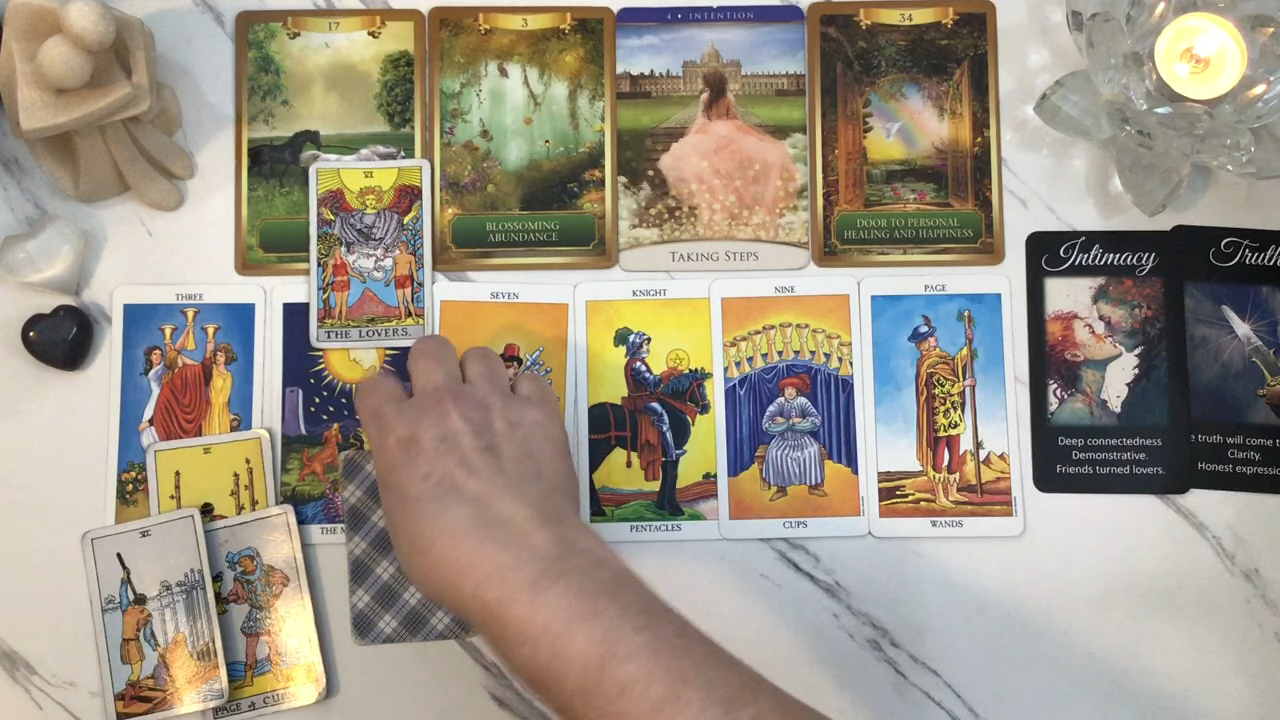 17
3
4 • INTENTION
34
VI
THE LOVERS.
BLOSSOMING
ABUNDANCE
TAKING STEPS
DOOR TO PERSONAL
HEALING AND HAPPINESS
Intimacy
Deep connectedness
Demonstrative.
Friends turned lovers.
Truth
truth will come
Clarity.
Honest
THREE
SEVEN
KNIGHT
PENTACLES
NINE
CUPS
PAGE
WANDS
THE
III
VI
PAGE of